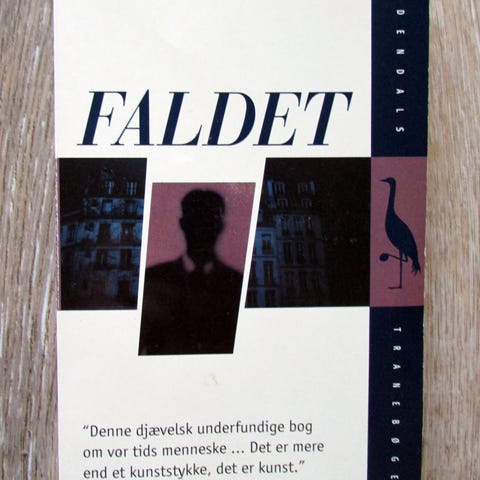 FALDET
"Denne djævelsk underfundige bog
om vor tids menneske ... Det er mere
end et kunststykke, det er kunst."
DENDALS
TRANEBØGE